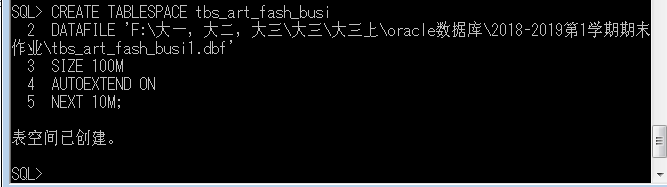 SQL> CREATE TABLESPACE tbs_art_fash_busi
  2  DATAFILE 'F:\大一，大二，大三\大三\大三上\oracle数据库\2018-2019第1学期期末
作业\tbs_art_fash_busi1.dbf'
  3  SIZE 100M
  4  AUTOEXTEND ON
  5  NEXT 10M;
表空间已创建。
SQL>